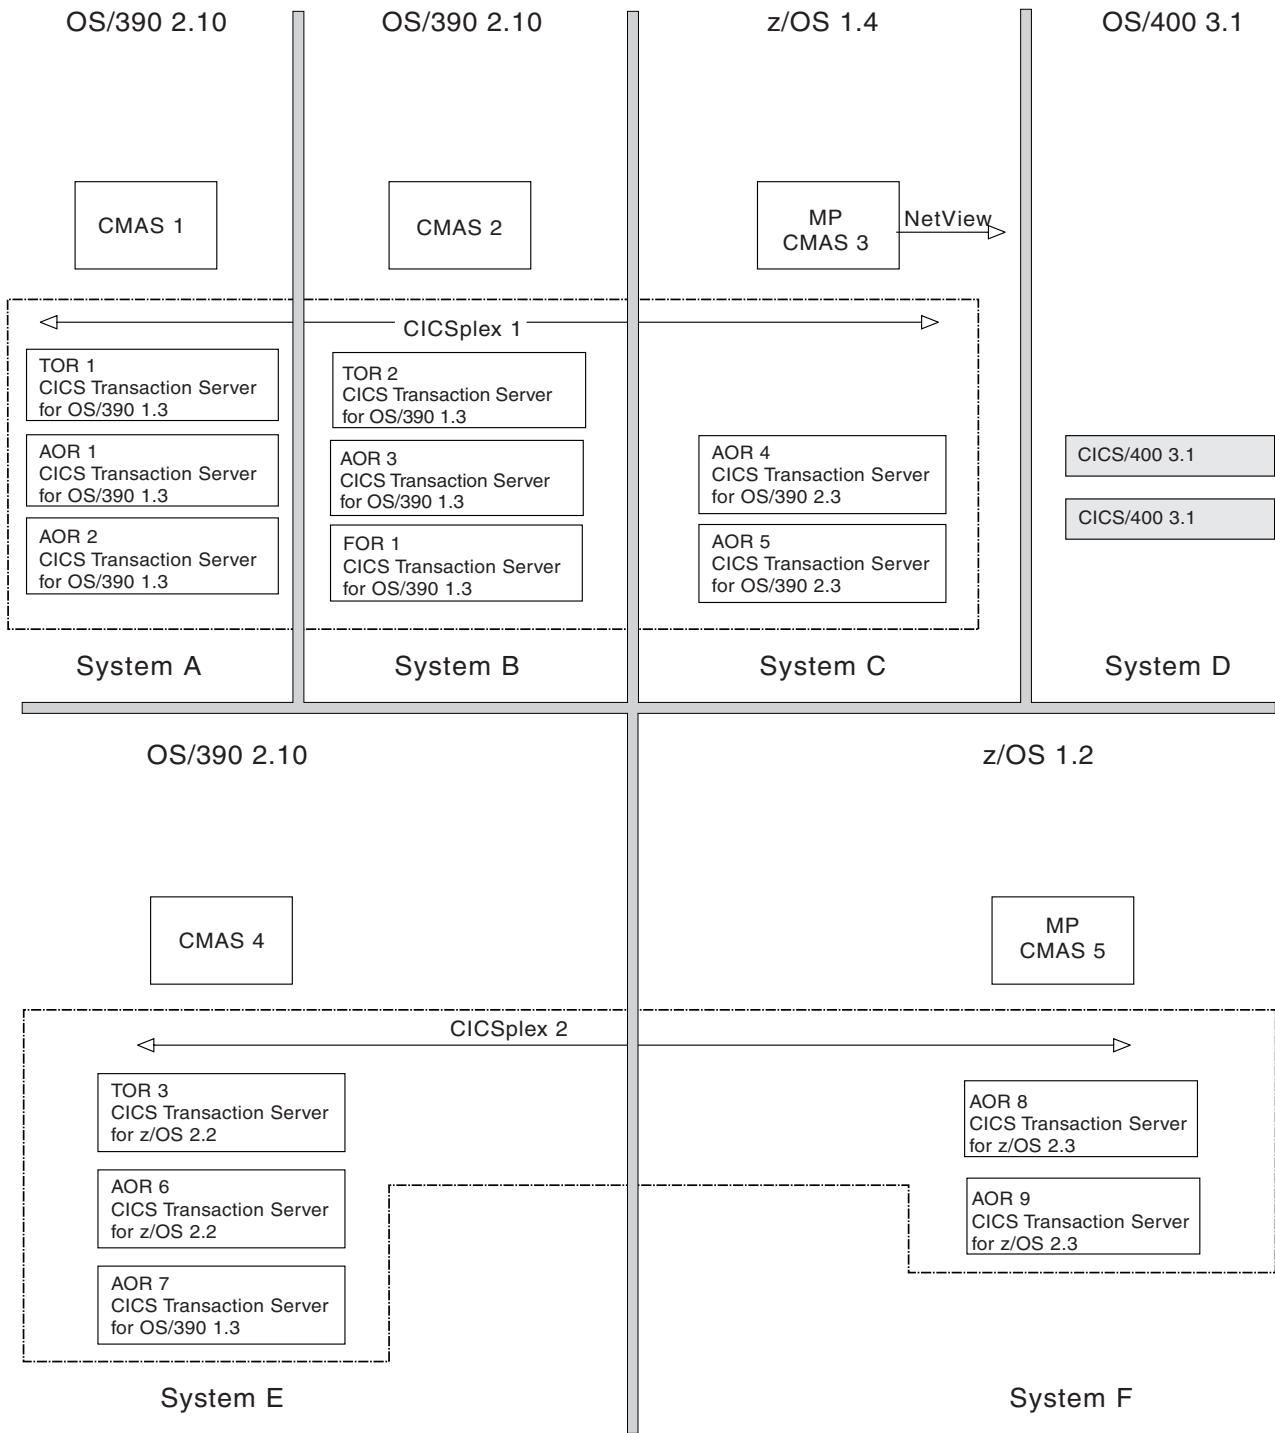 OS/390 2.10
OS/390 2.10
z/OS 1.4
OS/400 3.1
CMAS 1
CMAS 2
MP
CMAS 3
NetView
CICSplex 1
TOR 1
CICS Transaction Server
for OS/390 1.3
AOR 1
CICS Transaction Server
for OS/390 1.3
AOR 2
CICS Transaction Server
for OS/390 1.3
TOR 2
CICS Transaction Server
for OS/390 1.3
AOR 3
CICS Transaction Server
for OS/390 1.3
FOR 1
CICS Transaction Server
for OS/390 1.3
AOR 4
CICS Transaction Server
for OS/390 2.3
AOR 5
CICS Transaction Server
for OS/390 2.3
CICS/400 3.1
CICS/400 3.1
System A
System B
System C
System D
OS/390 2.10
z/OS 1.2
CMAS 4
MP
CMAS 5
CICSplex 2
TOR 3
CICS Transaction Server
for z/OS 2.2
AOR 6
CICS Transaction Server
for z/OS 2.2
AOR 7
CICS Transaction Server
for OS/390 1.3
AOR 8
CICS Transaction Server
for z/OS 2.3
AOR 9
CICS Transaction Server
for z/OS 2.3
System E
System F